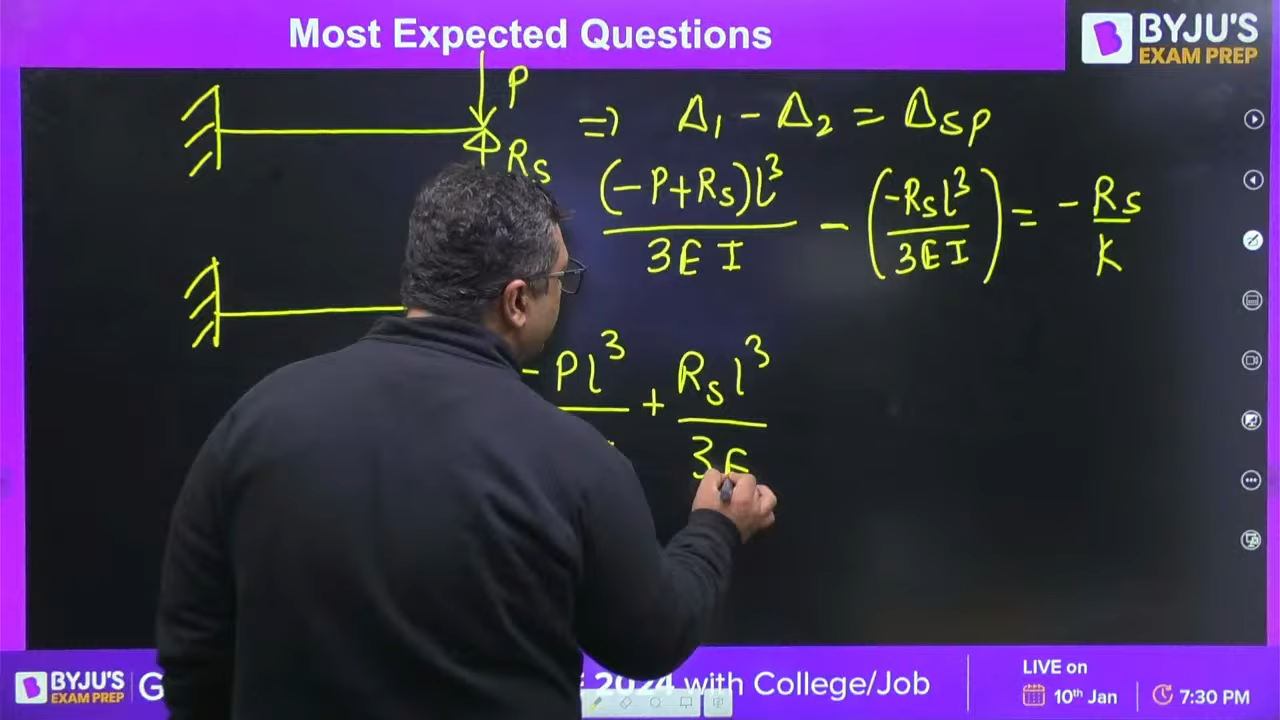 Most Expected Questions
BYJU'S
EXAM PREP
P
Rs
⇒ Δ1 - Δ2 = Δsp
(-P+Rs)l³/3EI - (-Rsl³/3EI) = -Rs/K
- Pl³ + Rsl³/3E
BYJU'S
EXAM PREP
G
2024 with College/Job
LIVE on
10th Jan
7:30 PM